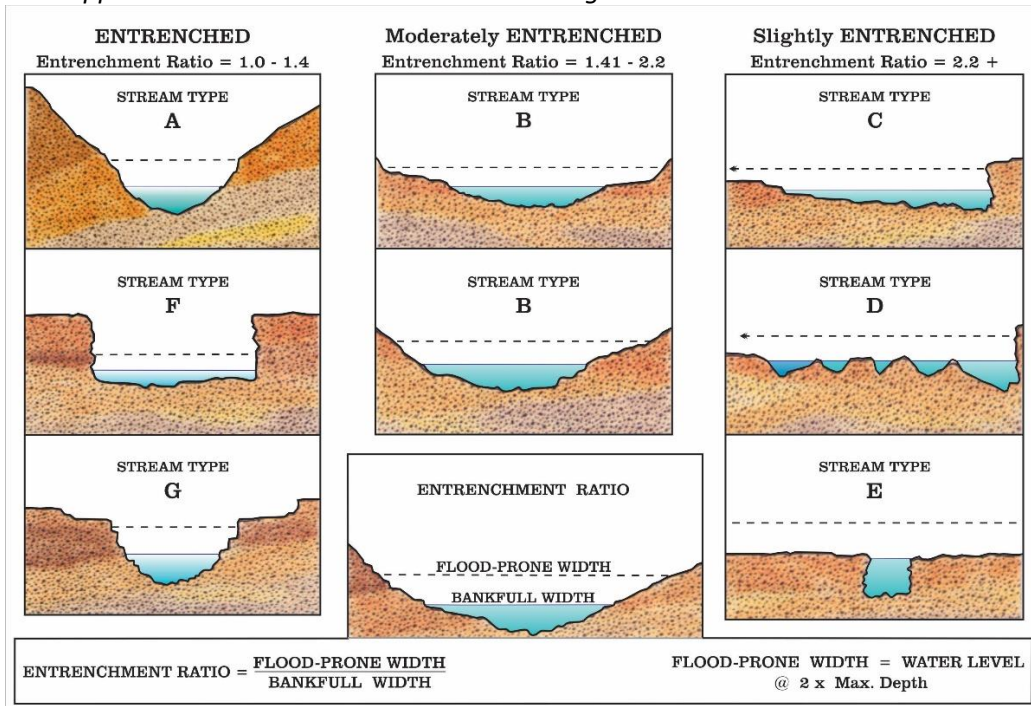 ENTRENCHED
Entrenchment Ratio = 1.0 - 1.4
STREAM TYPE
A
STREAM TYPE
F
STREAM TYPE
G
Moderately ENTRENCHED
Entrenchment Ratio = 1.41 - 2.2
STREAM TYPE
B
STREAM TYPE
B
Slightly ENTRENCHED
Entrenchment Ratio = 2.2 +
STREAM TYPE
C
STREAM TYPE
D
STREAM TYPE
E
ENTRENCHMENT RATIO
FLOOD-PRONE WIDTH
BANKFULL WIDTH
ENTRENCHMENT RATIO = FLOOD-PRONE WIDTH
BANKFULL WIDTH
FLOOD-PRONE WIDTH = WATER LEVEL
@ 2 x Max. Depth